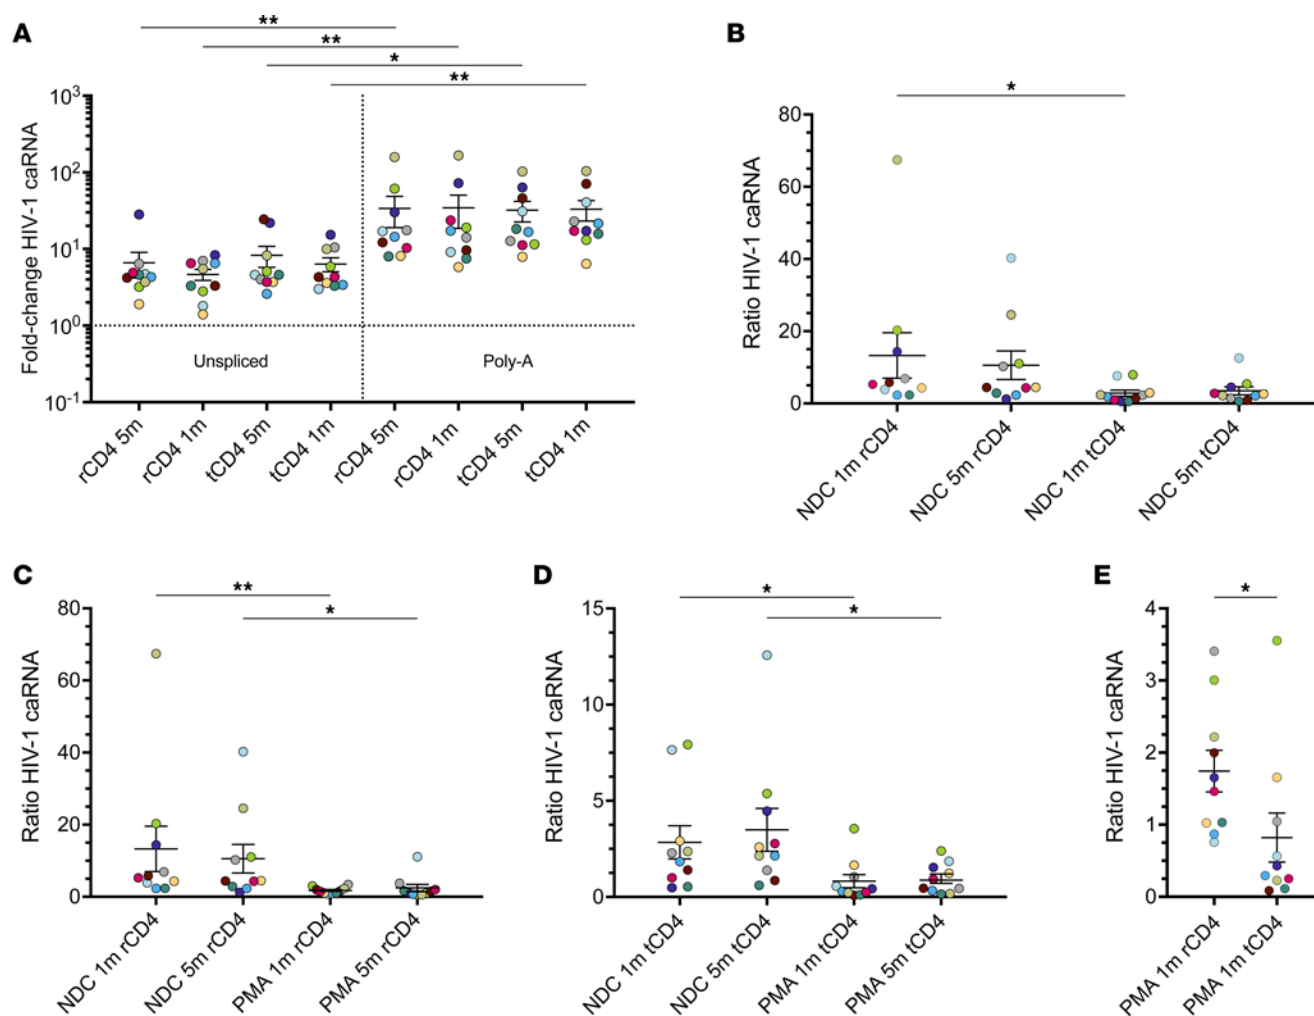 A
**
**
*
**
Fold-change HIV-1 caRNA
10³
10²
10¹
10⁰
10⁻¹
Unspliced
Poly-A
rCD4 5m
rCD4 1m
tCD4 5m
tCD4 1m
rCD4 5m
rCD4 1m
tCD4 5m
tCD4 1m
B
*
Ratio HIV-1 caRNA
80
60
40
20
0
NDC 1m rCD4
NDC 5m rCD4
NDC 1m tCD4
NDC 5m tCD4
C
**
*
Ratio HIV-1 caRNA
80
60
40
20
0
NDC 1m rCD4
NDC 5m rCD4
PMA 1m rCD4
PMA 5m rCD4
D
*
*
Ratio HIV-1 caRNA
15
10
5
0
NDC 1m tCD4
NDC 5m tCD4
PMA 1m tCD4
PMA 5m tCD4
E
*
Ratio HIV-1 caRNA
4
3
2
1
0
PMA 1m rCD4
PMA 1m tCD4